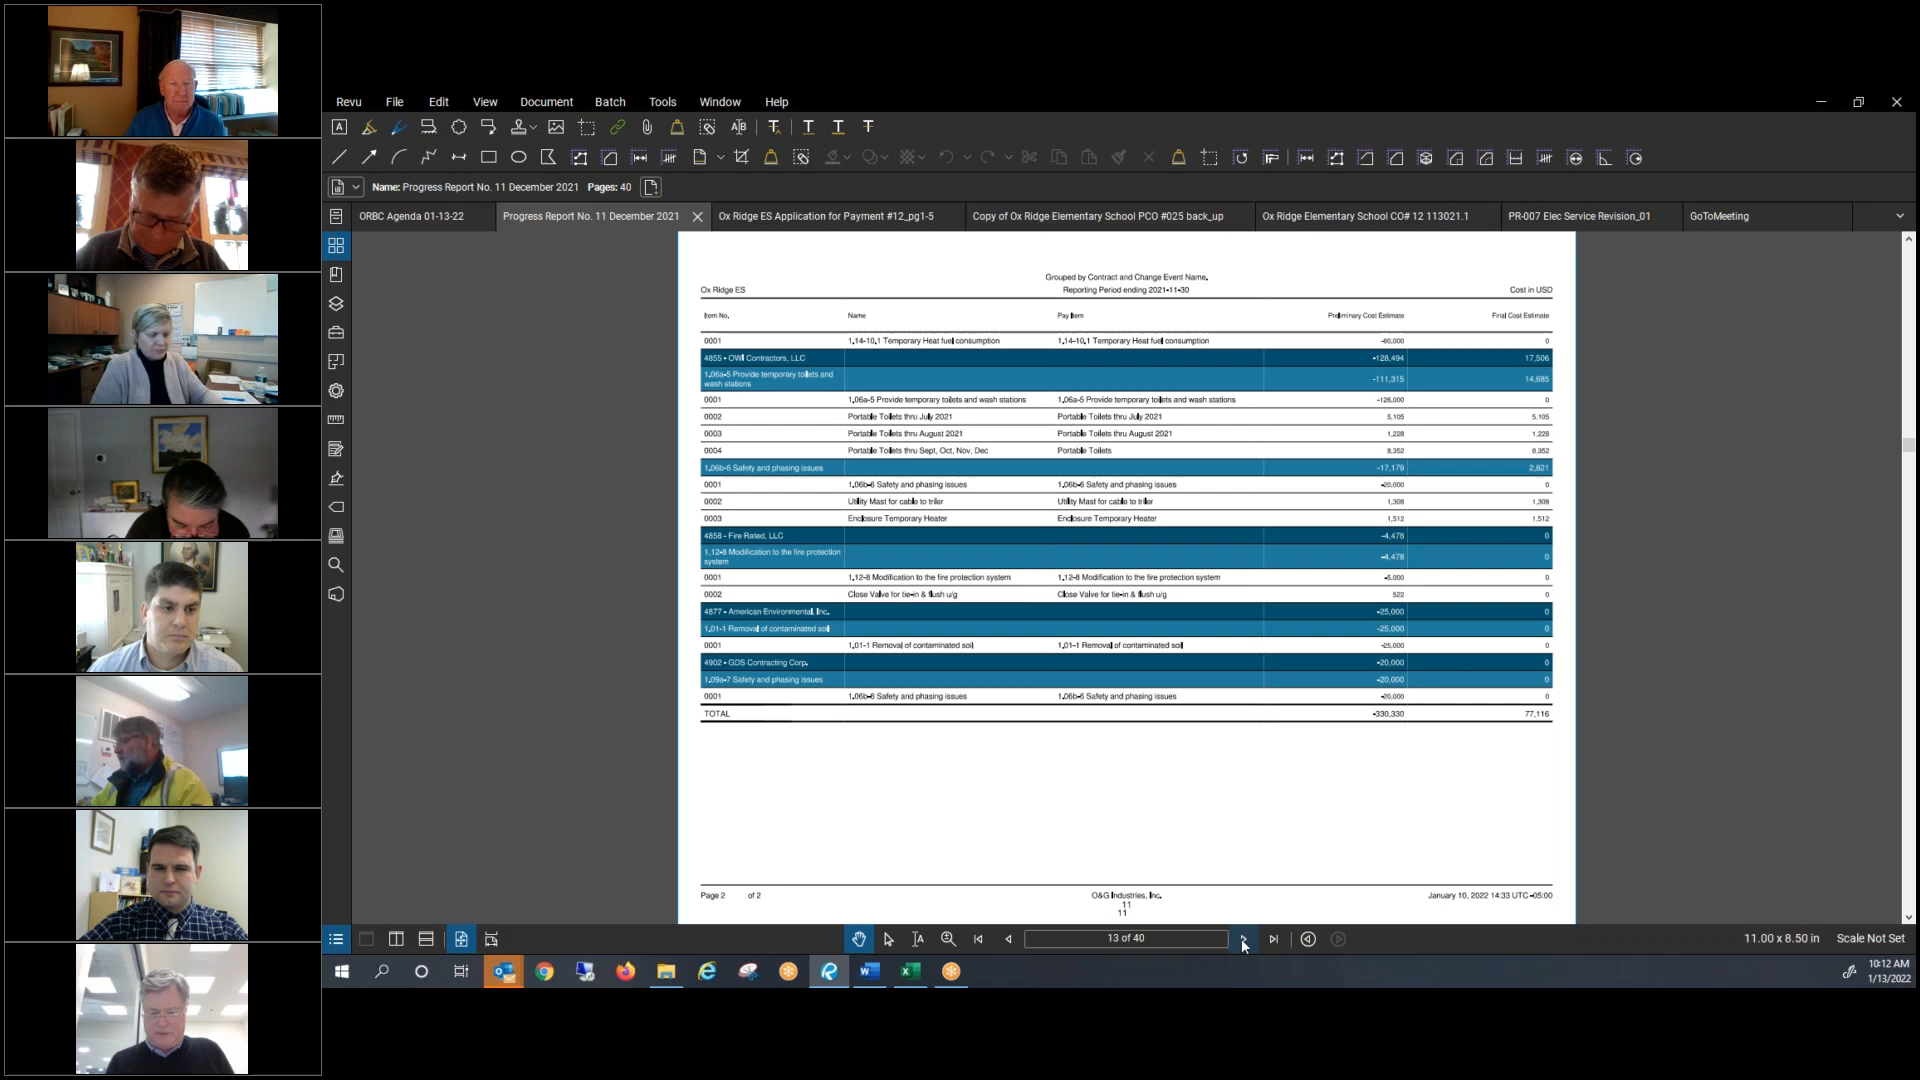 Revu File Edit View Document Batch Tools Window Help
Name: Progress Report No. 11 December 2021 Pages: 40
ORBC Agenda 01-13-22 Progress Report No. 11 December 2021 Ox Ridge ES Application for Payment #12_pg1-5 Copy of Ox Ridge Elementary School PCO #025 back_up Ox Ridge Elementary School CO# 12 113021.1 PR-007 Elec Service Revision_01 GoToMeeting
Grouped by Contract and Change Event Name.
Ox Ridge ES Reporting Period ending 2021-11-30 Cost in USD
Item No. Name Pay Item Preliminary Cost Estimate Final Cost Estimate
0001 1.14-10.1 Temporary Heat fuel consumption 1.14-10.1 Temporary Heat fuel consumption -60,000 0
4855 - OWI Contractors, LLC -128,494 17,506
1.06a-5 Provide temporary toilets and
wash stations -111,315 14,685
0001 1.06a-5 Provide temporary toilets and wash stations 1.06a-5 Provide temporary toilets and wash stations -126,000 0
0002 Portable Toilets thru July 2021 Portable Toilets thru July 2021 5,105 5,105
0003 Portable Toilets thru August 2021 Portable Toilets thru August 2021 1,228 1,228
0004 Portable Toilets thru Sept, Oct, Nov, Dec Portable Toilets 8,352 8,352
1.06b-6 Safety and phasing issues -17,179 2,821
0001 1.06b-6 Safety and phasing issues 1.06b-6 Safety and phasing issues -20,000 0
0002 Utility Mast for cable to triler Utility Mast for cable to triler 1,308 1,308
0003 Enclosure Temporary Heater Enclosure Temporary Heater 1,512 1,512
4858 - Fire Rated, LLC -4,478 0
1.12-8 Modification to the fire protection
system -4,478 0
0001 1.12-8 Modification to the fire protection system 1.12-8 Modification to the fire protection system -5,000 0
0002 Close Valve for tie-in & flush u/g Close Valve for tie-in & flush u/g 522 0
4877 - American Environmental, Inc. -25,000 0
1.01-1 Removal of contaminated soil -25,000 0
0001 1.01-1 Removal of contaminated soil 1.01-1 Removal of contaminated soil -25,000 0
4902 - GDS Contracting Corp. -20,000 0
1.09a-7 Safety and phasing issues -20,000 0
0001 1.06b-6 Safety and phasing issues 1.06b-6 Safety and phasing issues -20,000 0
TOTAL -330,330 77,116
Page 2 of 2 O&G Industries, Inc. January 10, 2022 14:33 UTC-05:00
11
11
13 of 40 11.00 x 8.50 in Scale Not Set
10:12 AM
1/13/2022